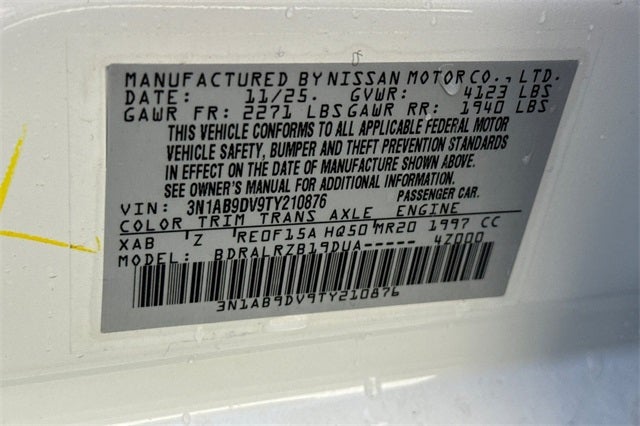 MANUFACTURED BY NISSAN MOTOR CO., LTD.
DATE: 11/25. GVWR: 4123 LBS
GAWR FR: 2271 LBS GAWR RR: 1940 LBS
THIS VEHICLE CONFORMS TO ALL APPLICABLE FEDERAL MOTOR
VEHICLE SAFETY, BUMPER AND THEFT PREVENTION STANDARDS
IN EFFECT ON THE DATE OF MANUFACTURE SHOWN ABOVE.
SEE OWNER'S MANUAL FOR ADDITIONAL INFORMATION.
VIN: 3N1AB9DV9TY210876 PASSENGER CAR.
COLOR TRIM TRANS AXLE ENGINE
XAB Z RE0F15A HQ50 MR20 1997 CC
MODEL: BDRALRZB19DUA----- 4Z000
3N1AB9DV9TY210876